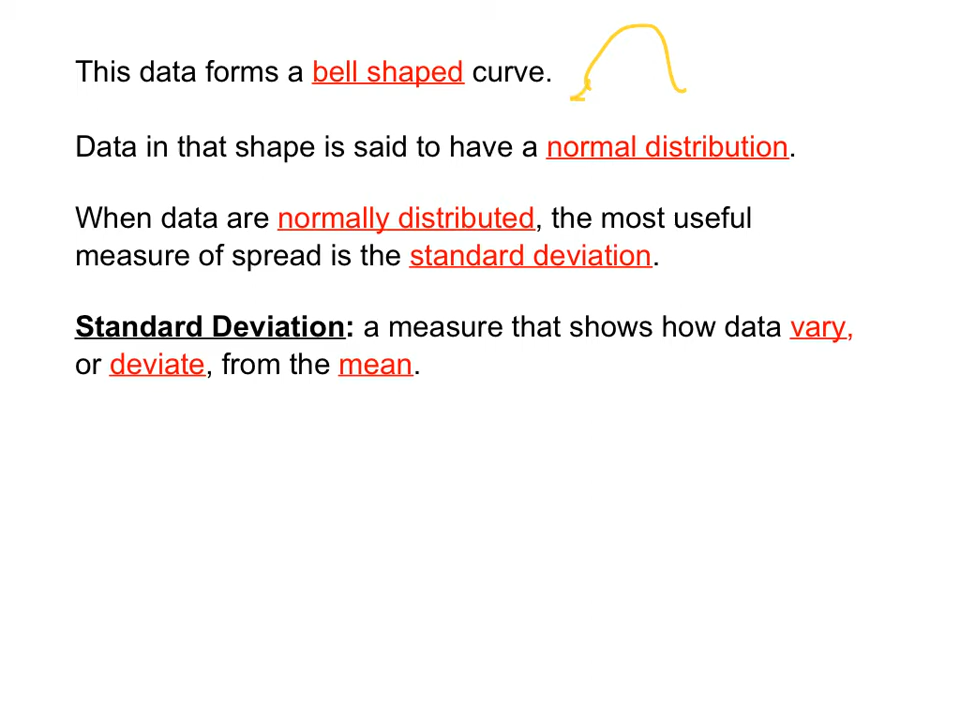 This data forms a bell shaped curve.
Data in that shape is said to have a normal distribution.
When data are normally distributed, the most useful
measure of spread is the standard deviation.
Standard Deviation: a measure that shows how data vary,
or deviate, from the mean.